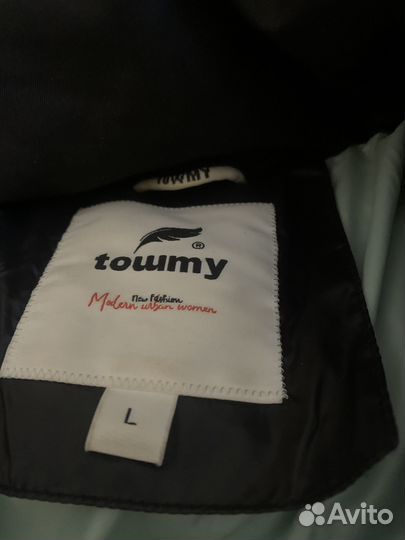 TOWMY
towmy®
New Fashion
Modern urban women
L
Avito